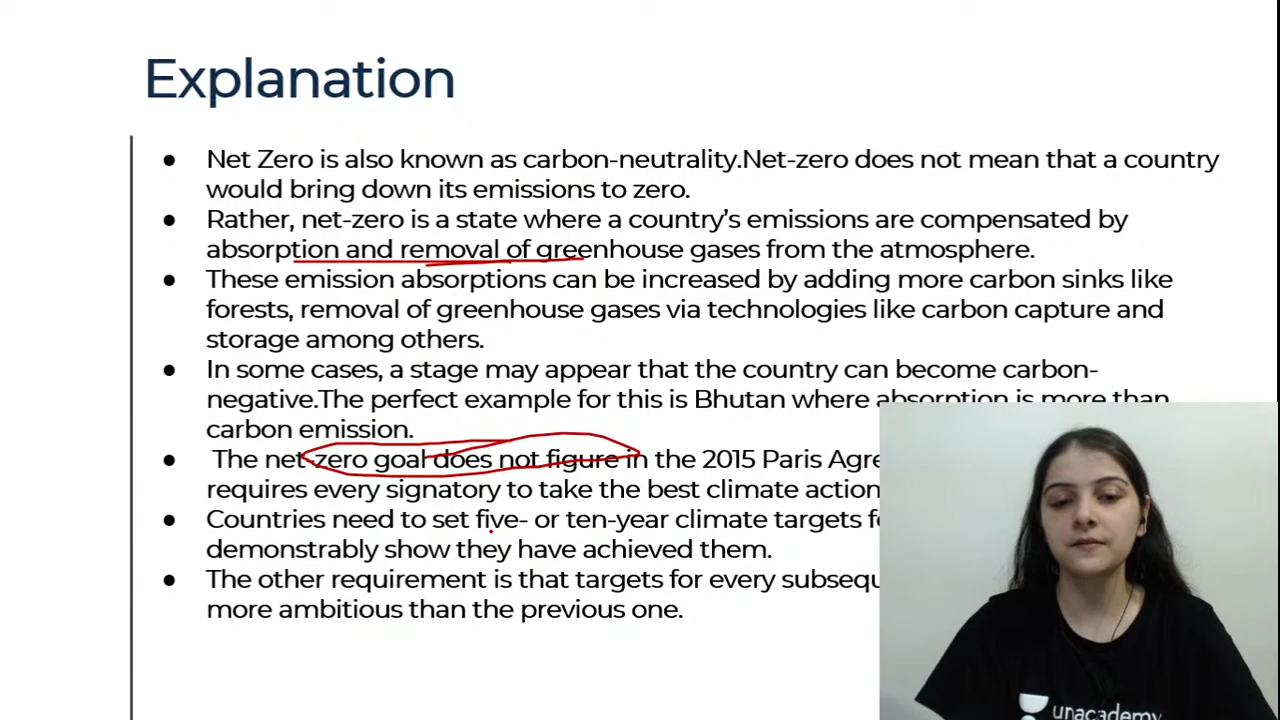 Explanation
● Net Zero is also known as carbon-neutrality.Net-zero does not mean that a country
would bring down its emissions to zero.
● Rather, net-zero is a state where a country's emissions are compensated by
absorption and removal of greenhouse gases from the atmosphere.
● These emission absorptions can be increased by adding more carbon sinks like
forests, removal of greenhouse gases via technologies like carbon capture and
storage among others.
● In some cases, a stage may appear that the country can become carbon-
negative.The perfect example for this is Bhutan where absorption is more than
carbon emission.
● The net-zero goal does not figure in the 2015 Paris
requires every signatory to take the best climate action
● Countries need to set five- or ten-year climate targets
demonstrably show they have achieved them.
● The other requirement is that targets for every
more ambitious than the previous one.
unacademy